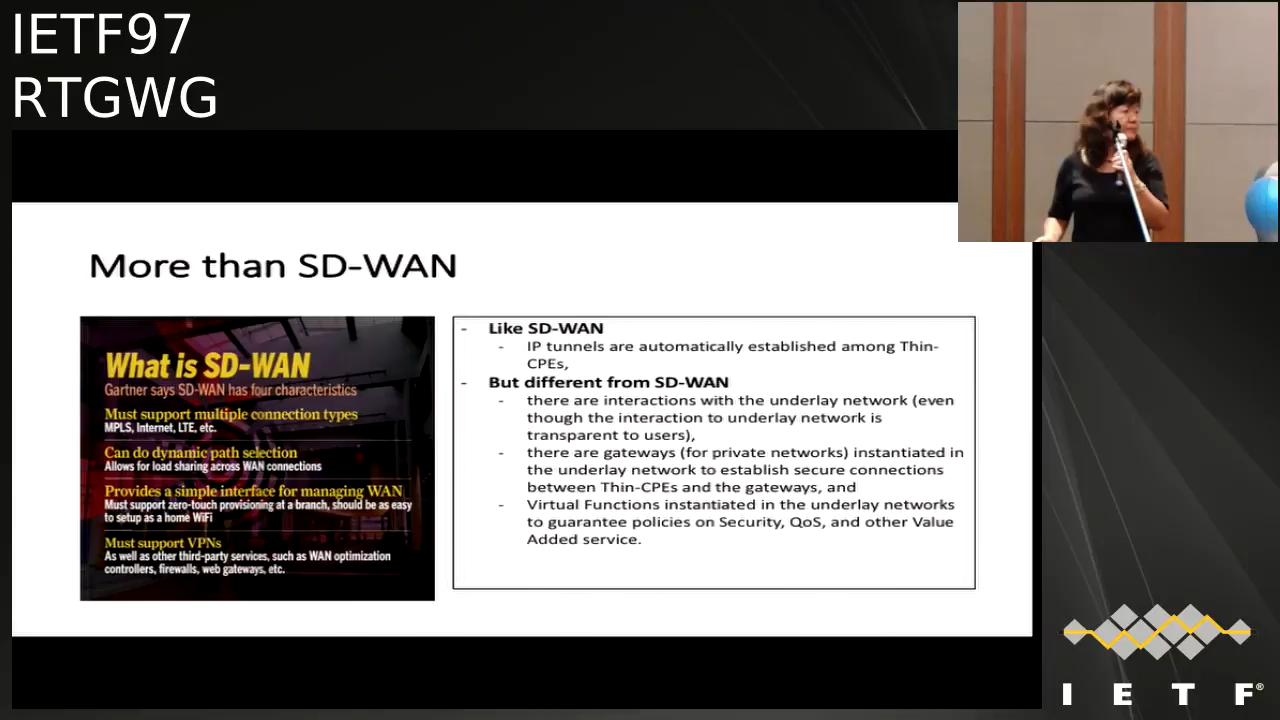 IETF97
RTGWG
More than SD-WAN
What is SD-WAN
Gartner says SD-WAN has four characteristics
Must support multiple connection types
MPLS, Internet, LTE, etc.
Can do dynamic path selection
Allows for load sharing across WAN connections
Provides a simple interface for managing WAN
Must support zero-touch provisioning at a branch, should be as easy
to setup as a home WiFi
Must support VPNs
As well as other third-party services, such as WAN optimization
controllers, firewalls, web gateways, etc.
- Like SD-WAN
- IP tunnels are automatically established among Thin-
CPEs,
- But different from SD-WAN
- there are interactions with the underlay network (even
though the interaction to underlay network is
transparent to users),
- there are gateways (for private networks) instantiated in
the underlay network to establish secure connections
between Thin-CPEs and the gateways, and
- Virtual Functions instantiated in the underlay networks
to guarantee policies on Security, QoS, and other Value
Added service.
I E T F®